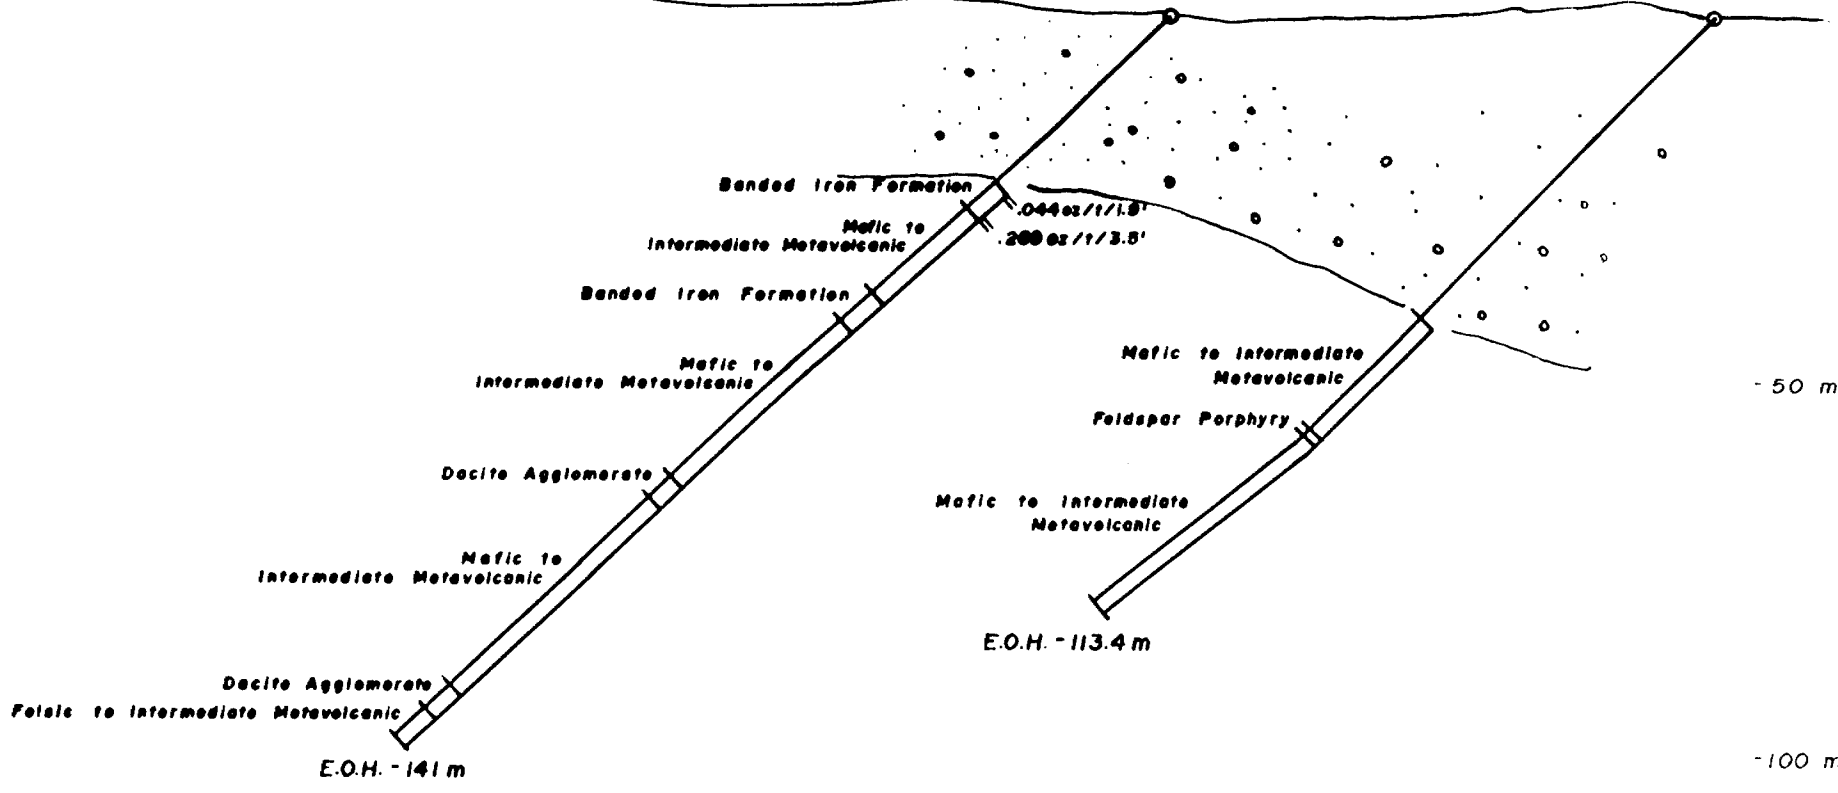 Banded Iron Formation
.044 oz/t/1.9'
Mafic to
Intermediate Metavolcanic
oz/t/3.5'
Banded Iron Formation
Mafic to
Intermediate Metavolcanic
Mafic to Intermediate
Metavolcanic
- 50 m
Feldspar Porphyry
Dacite Agglomerate
Mafic to Intermediate
Metavolcanic
Mafic to
Intermediate Metavolcanic
E.O.H. - 113.4 m
Dacite Agglomerate
Felsic to Intermediate Metavolcanic
E.O.H. - 141 m
- 100 m